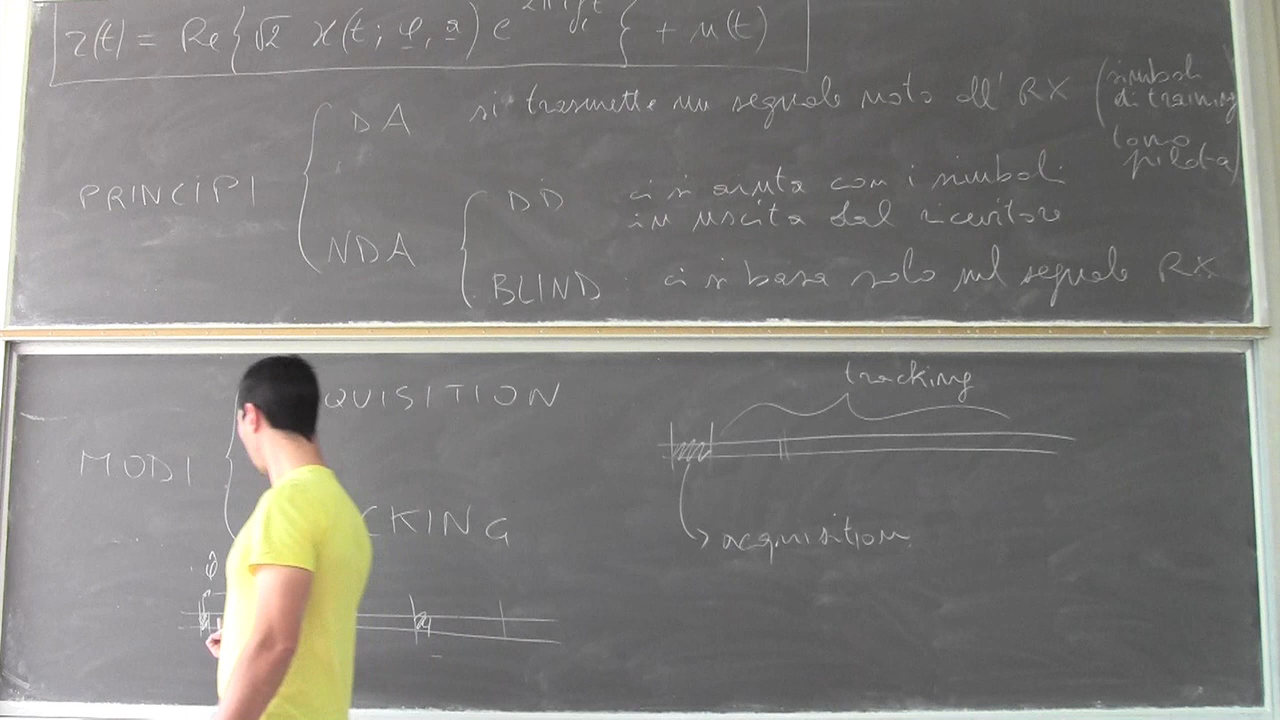 r(t) = Re{√2 x(t; φ, a) e^{2πjf_c t}} + n(t)
PRINCIPI
DA si trasmette un segnale noto all' RX (simboli di training
tono pilota)
NDA
DD ci si aiuta con i simboli
in uscita dal ricevitore
BLIND ci si basa solo sul segnale RX
MODI
QUISITION
CKING
tracking
acquisition
φ̂